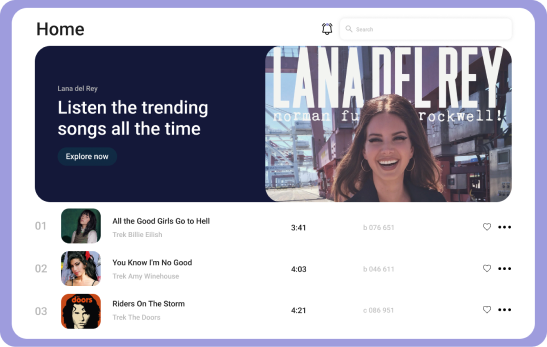 Home
Search
LANA DEL REY
norman fu rockwell!
Lana del Rey
Listen the trending
songs all the time
Explore now
01
All the Good Girls Go to Hell
Trek Billie Eilish
3:41
b 076 651
02
You Know I'm No Good
Trek Amy Winehouse
4:03
b 046 611
03
doors
Riders On The Storm
Trek The Doors
4:21
c 086 951